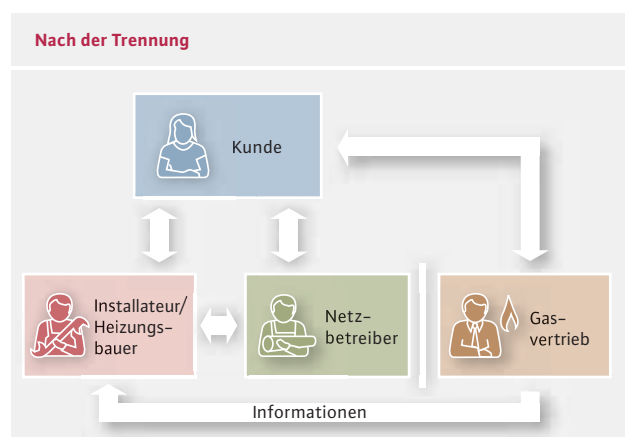 Nach der Trennung
Kunde
Installateur/
Heizungs-
bauer
Netz-
betreiber
Gas-
vertrieb
Informationen